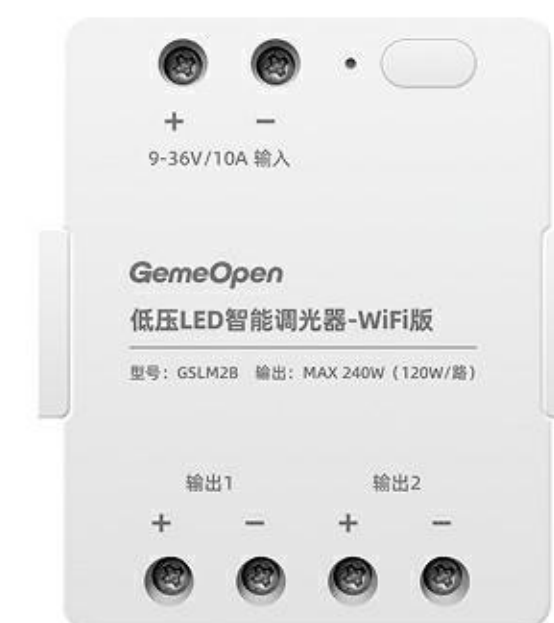 + −
9-36V/10A 输入
GemeOpen
低压LED智能调光器-WiFi版
型号：GSLM2B 输出：MAX 240W（120W/路）
输出1 输出2
+ − + −